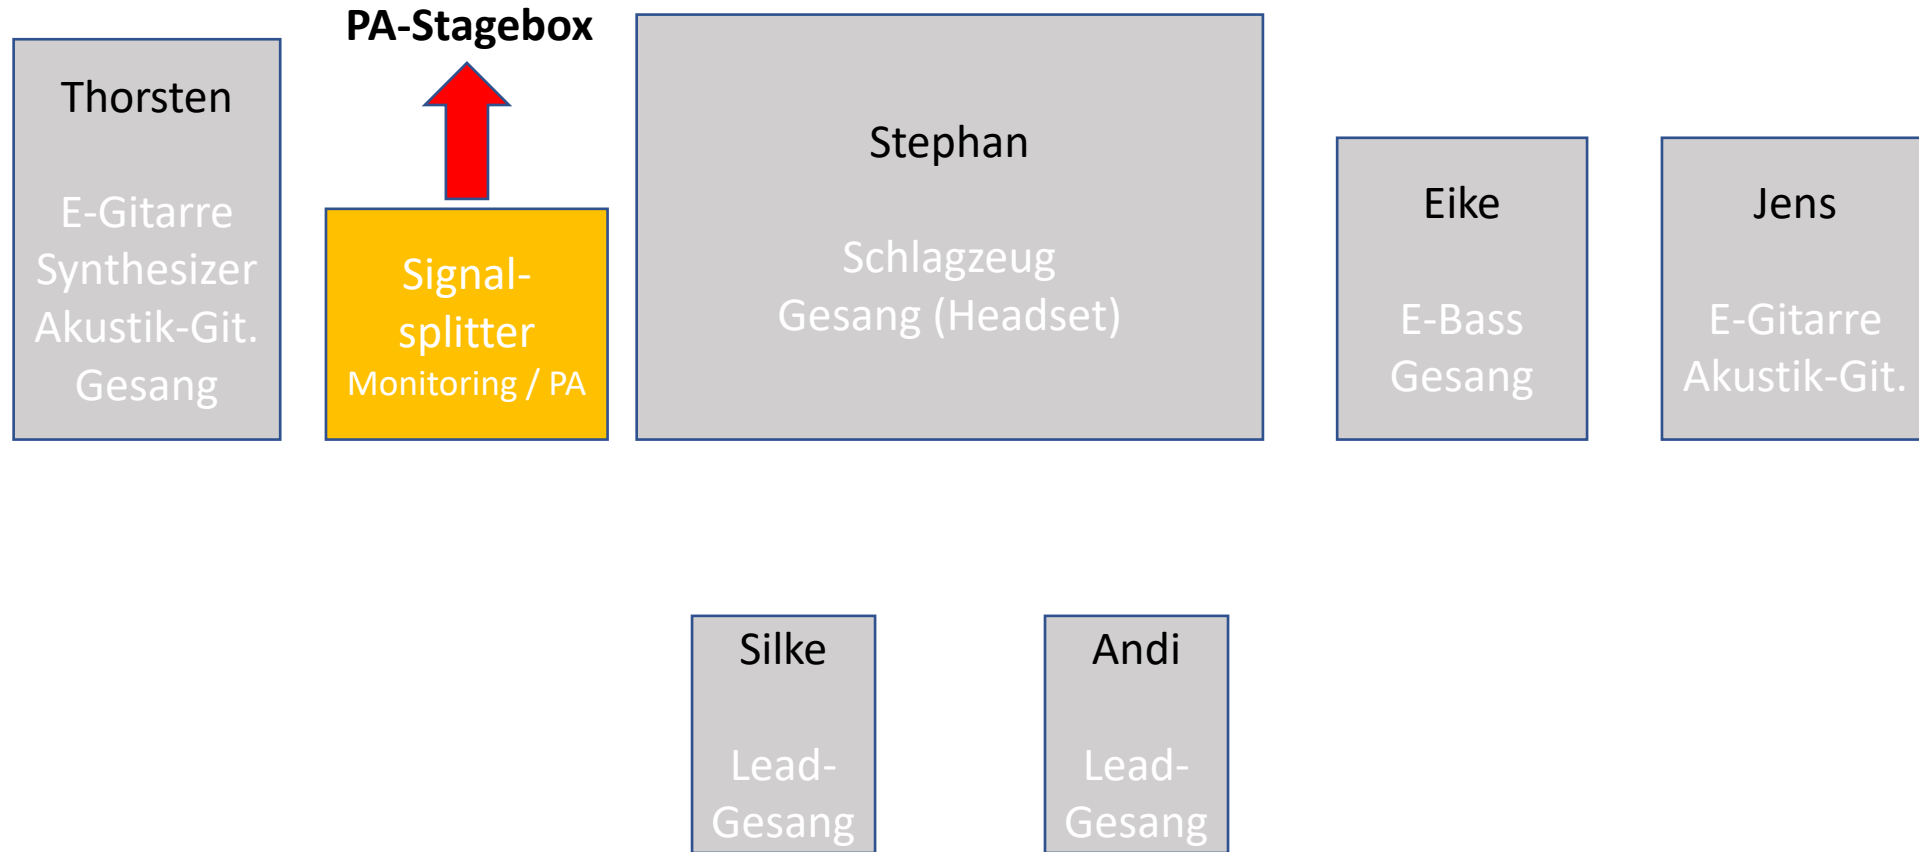 PA-Stagebox
Thorsten
E-Gitarre
Synthesizer
Akustik-Git.
Gesang
Signal-
splitter
Monitoring / PA
Stephan
Schlagzeug
Gesang (Headset)
Eike
E-Bass
Gesang
Jens
E-Gitarre
Akustik-Git.
Silke
Lead-
Gesang
Andi
Lead-
Gesang